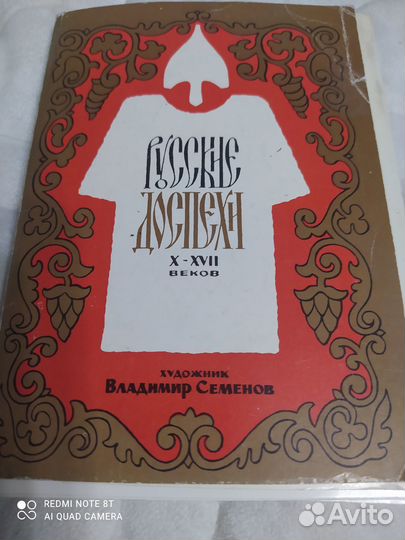 Русские
доспехи
X-XVII
веков
художник
Владимир Семенов
REDMI NOTE 8T
AI QUAD CAMERA
Avito